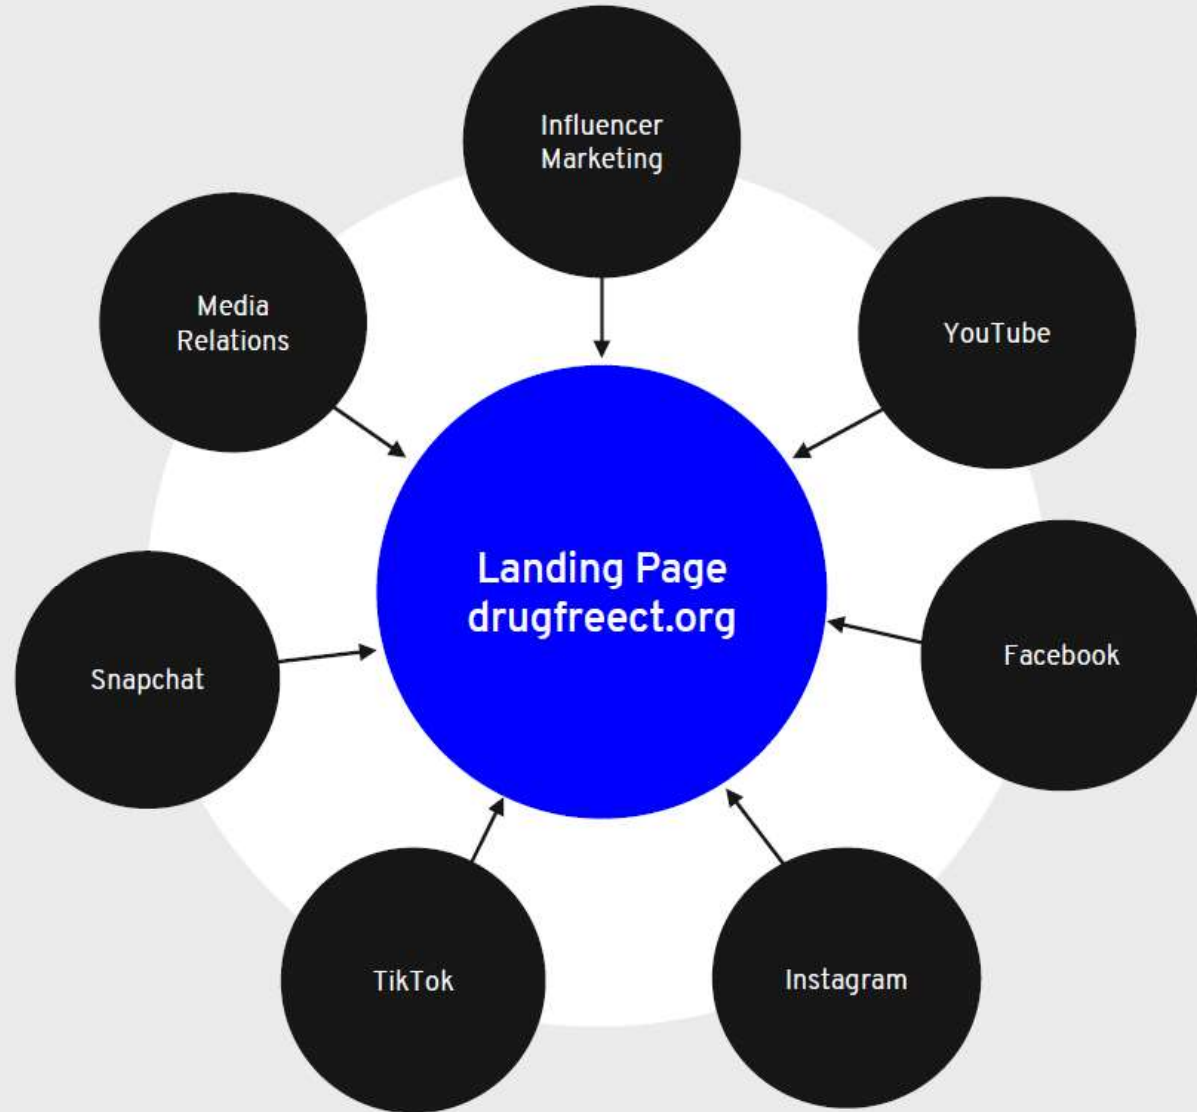 Influencer
Marketing
Media
Relations
YouTube
Landing Page
drugfreect.org
Facebook
Snapchat
TikTok
Instagram